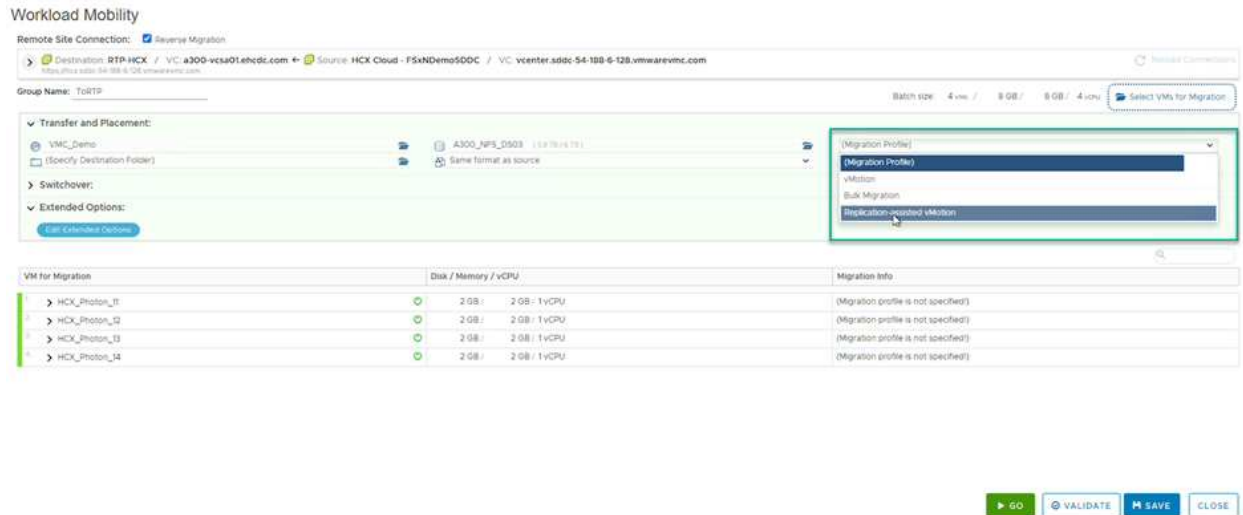 Workload Mobility
Remote Site Connection: Reverse Migration
Destination: RTP-HCX / VC: a300-vcsa01.ehcdc.com ← Source: HCX Cloud - FSxNDemoSDDC / VC: vcenter.sddc-54-188-6-128.vmwarevmc.com
Reload Connections
Group Name: ToRTP
Batch size: 4 VMs / 8 GB / 8 GB / 4 vCPU Select VMs for Migration
Transfer and Placement:
VMC_Demo A300_NFS_DS03 (Migration Profile)
(Specify Destination Folder) Same format as source (Migration Profile)
vMotion
Switchover:
Bulk Migration
Extended Options: Replication-assisted vMotion
Edit Extended Options
VM for Migration Disk / Memory / vCPU Migration Info
1 HCX_Photon_11 2 GB / 2 GB / 1 vCPU (Migration profile is not specified!)
2 HCX_Photon_12 2 GB / 2 GB / 1 vCPU (Migration profile is not specified!)
3 HCX_Photon_13 2 GB / 2 GB / 1 vCPU (Migration profile is not specified!)
4 HCX_Photon_14 2 GB / 2 GB / 1 vCPU (Migration profile is not specified!)
GO VALIDATE SAVE CLOSE